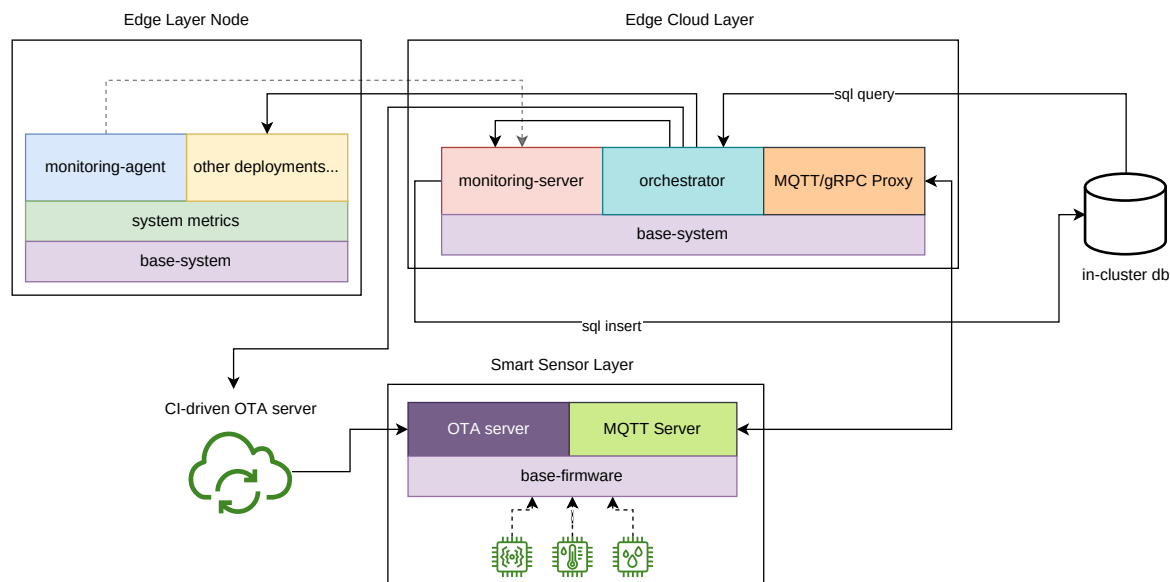 Edge Layer Node
Edge Cloud Layer
sql query
monitoring-agent
other deployments...
monitoring-server
orchestrator
MQTT/gRPC Proxy
system metrics
base-system
base-system
in-cluster db
sql insert
Smart Sensor Layer
CI-driven OTA server
OTA server
MQTT Server
base-firmware